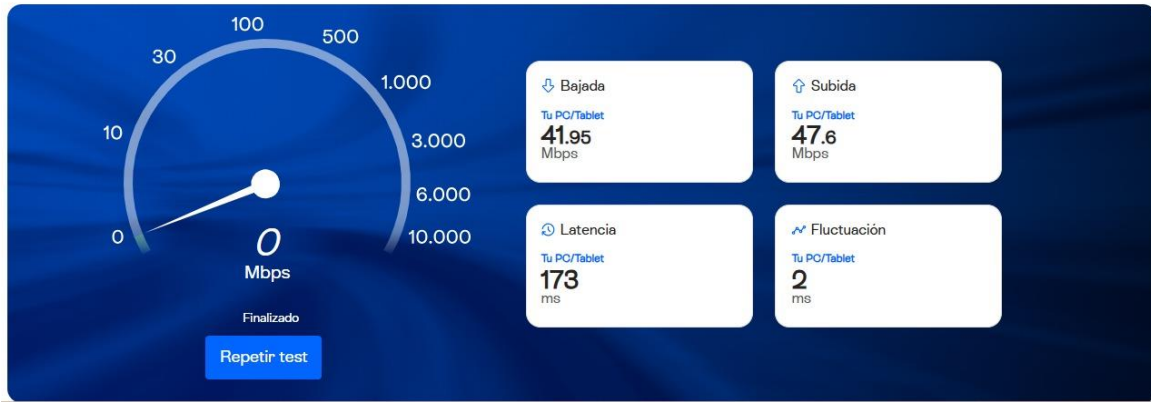 0
10
30
100
500
1.000
3.000
6.000
10.000
0
Mbps
Finalizado
Repetir test
Bajada
Tu PC/Tablet
41.95
Mbps
Subida
Tu PC/Tablet
47.6
Mbps
Latencia
Tu PC/Tablet
173
ms
Fluctuación
Tu PC/Tablet
2
ms